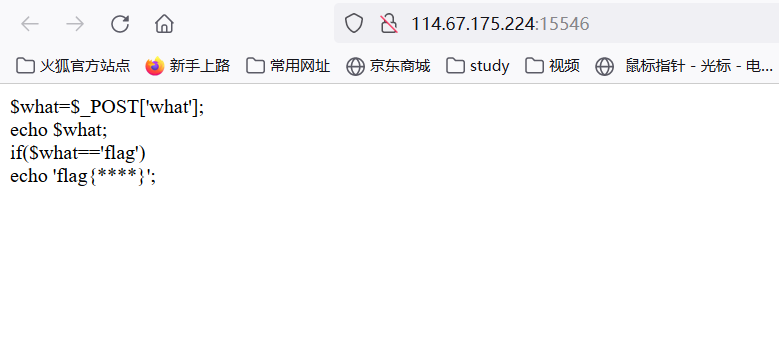 114.67.175.224:15546
火狐官方站点 新手上路 常用网址 京东商城 study 视频 鼠标指针 - 光标 - 电...
$what=$_POST['what'];
echo $what;
if($what=='flag')
echo 'flag{****}';